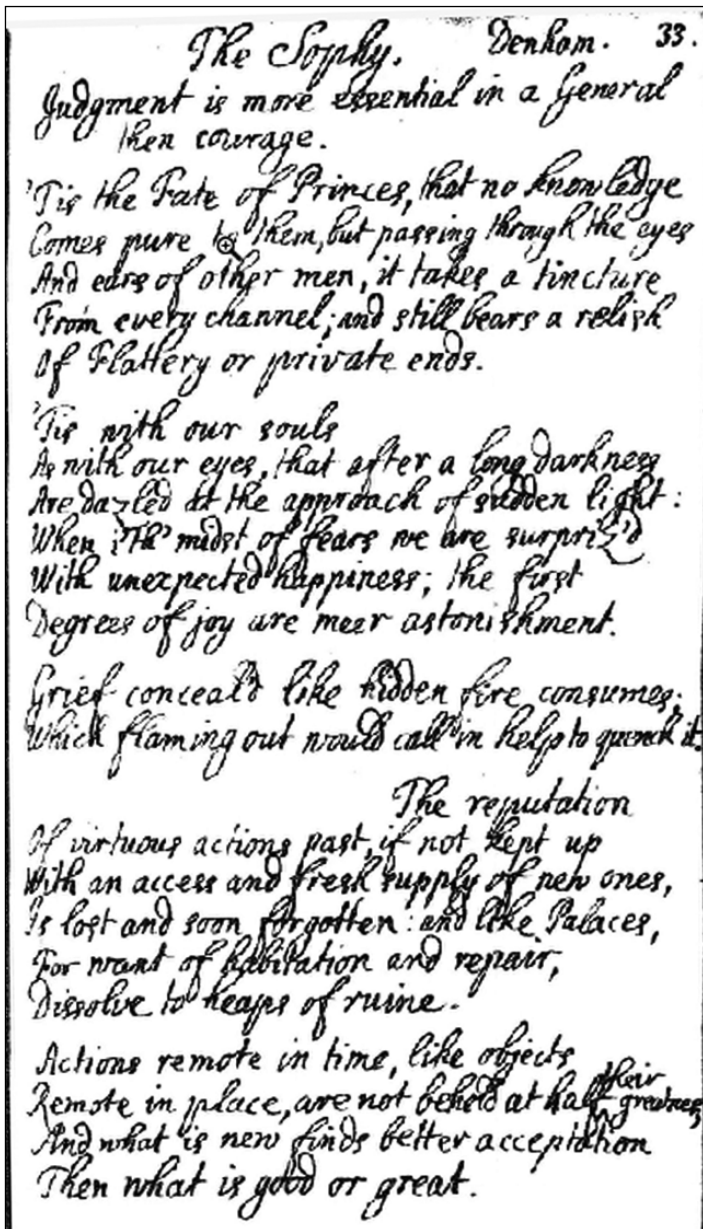 The Sophy. Denham. 33.
Judgment is more essential in a General
then courage.
'Tis the Fate of Princes, that no knowledge
Comes pure to them, but passing through the eyes
And ears of other men, it takes a tincture
From every channel; and still bears a relish
Of Flattery or private ends.
'Tis with our souls
As with our eyes, that after a long darkness
Are dazled at the approach of sudden light:
When i'th' midst of fears we are surpriz'd
With unexpected happiness; the first
Degrees of joy are meer astonishment.
Grief conceal'd like hidden fire consumes;
Which flaming out would call in help to quench it.
The reputation
Of virtuous actions past, if not kept up
With an access and fresh supply of new ones,
Is lost and soon forgotten: and like Palaces,
For want of habitation and repair,
Dissolve to heaps of ruine.
Actions remote in time, like objects
Remote in place, are not beheld at half their greatness,
And what is new finds better acceptation
Then what is good or great.